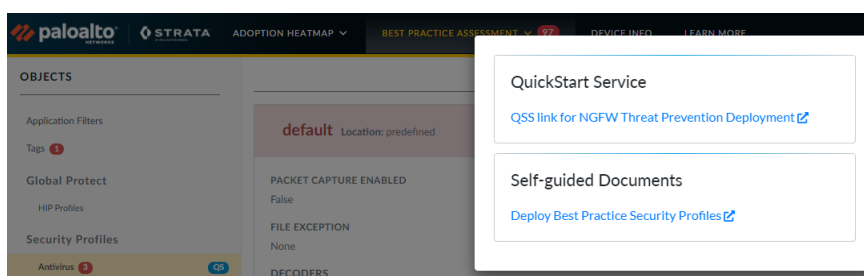 paloalto NETWORKS STRATA ADOPTION HEATMAP BEST PRACTICE ASSESSMENT 97 DEVICE INFO LEARN MORE
OBJECTS
Application Filters
Tags 1
Global Protect
HIP Profiles
Security Profiles
Antivirus 3 QS
default Location: predefined
PACKET CAPTURE ENABLED
False
FILE EXCEPTION
None
DECODERS
QuickStart Service
QSS link for NGFW Threat Prevention Deployment
Self-guided Documents
Deploy Best Practice Security Profiles